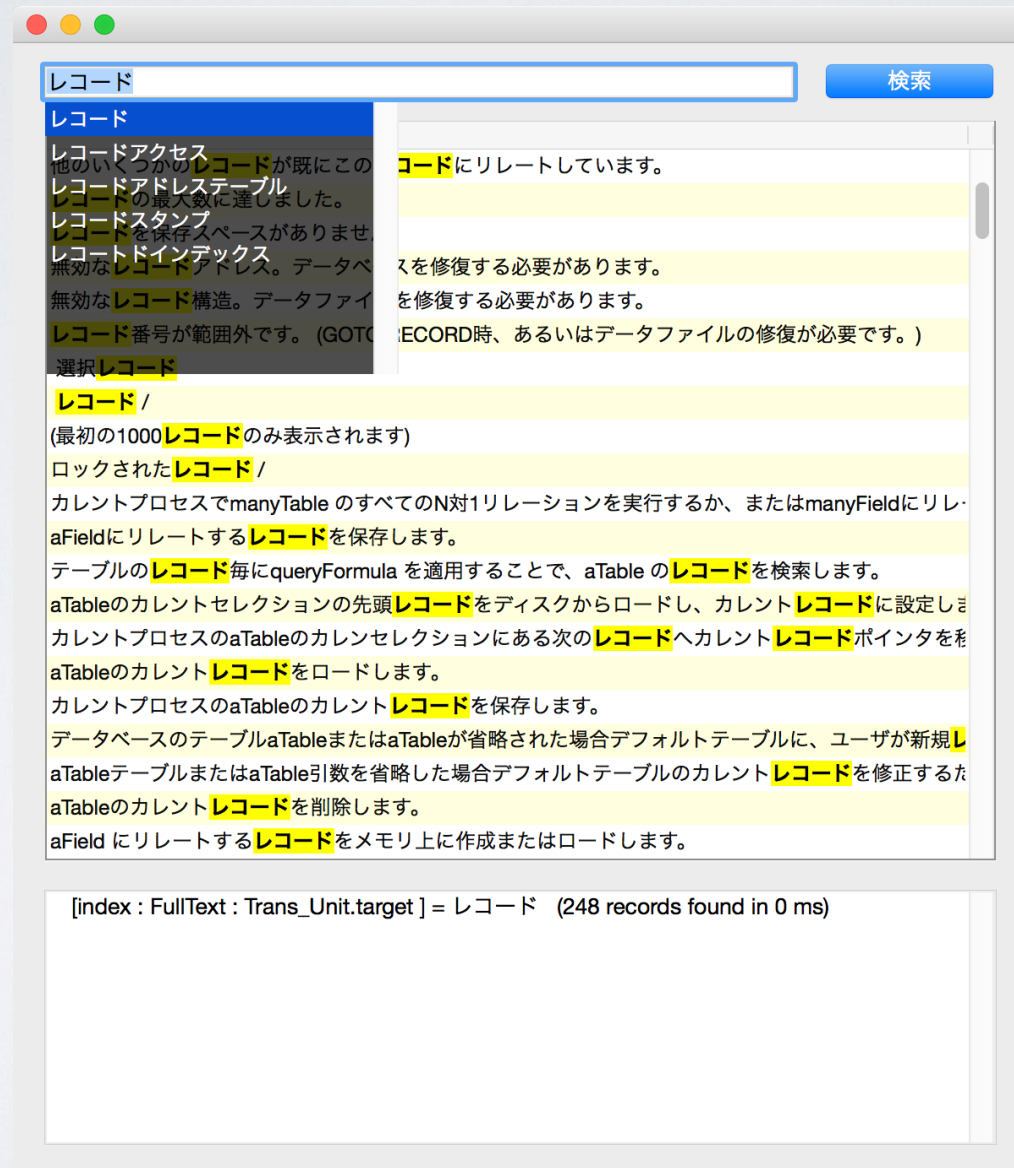 レコード
検索
レコード
レコードアクセス
レコードアドレステーブル
レコードスタンプ
レコートドインデックス
他のいくつかのレコードが既にこの コードにリレートしています。
レコードの最大数に達しました。
レコードを保存スペースがありませ
無効なレコードアドレス。データベ スを修復する必要があります。
無効なレコード構造。データファイ を修復する必要があります。
レコード番号が範囲外です。 (GOTO RECORD時、あるいはデータファイルの修復が必要です。)
選択レコード
レコード /
(最初の1000レコードのみ表示されます)
ロックされたレコード /
カレントプロセスでmanyTable のすべてのN対1リレーションを実行するか、またはmanyFieldにリレー
aFieldにリレートするレコードを保存します。
テーブルのレコード毎にqueryFormula を適用することで、aTable のレコードを検索します。
aTableのカレントセレクションの先頭レコードをディスクからロードし、カレントレコードに設定しま
カレントプロセスのaTableのカレンセレクションにある次のレコードへカレントレコードポインタを移
aTableのカレントレコードをロードします。
カレントプロセスのaTableのカレントレコードを保存します。
データベースのテーブルaTableまたはaTableが省略された場合デフォルトテーブルに、ユーザが新規レ
aTableテーブルまたはaTable引数を省略した場合デフォルトテーブルのカレントレコードを修正するた
aTableのカレントレコードを削除します。
aField にリレートするレコードをメモリ上に作成またはロードします。
[index : FullText : Trans_Unit.target ] = レコード (248 records found in 0 ms)